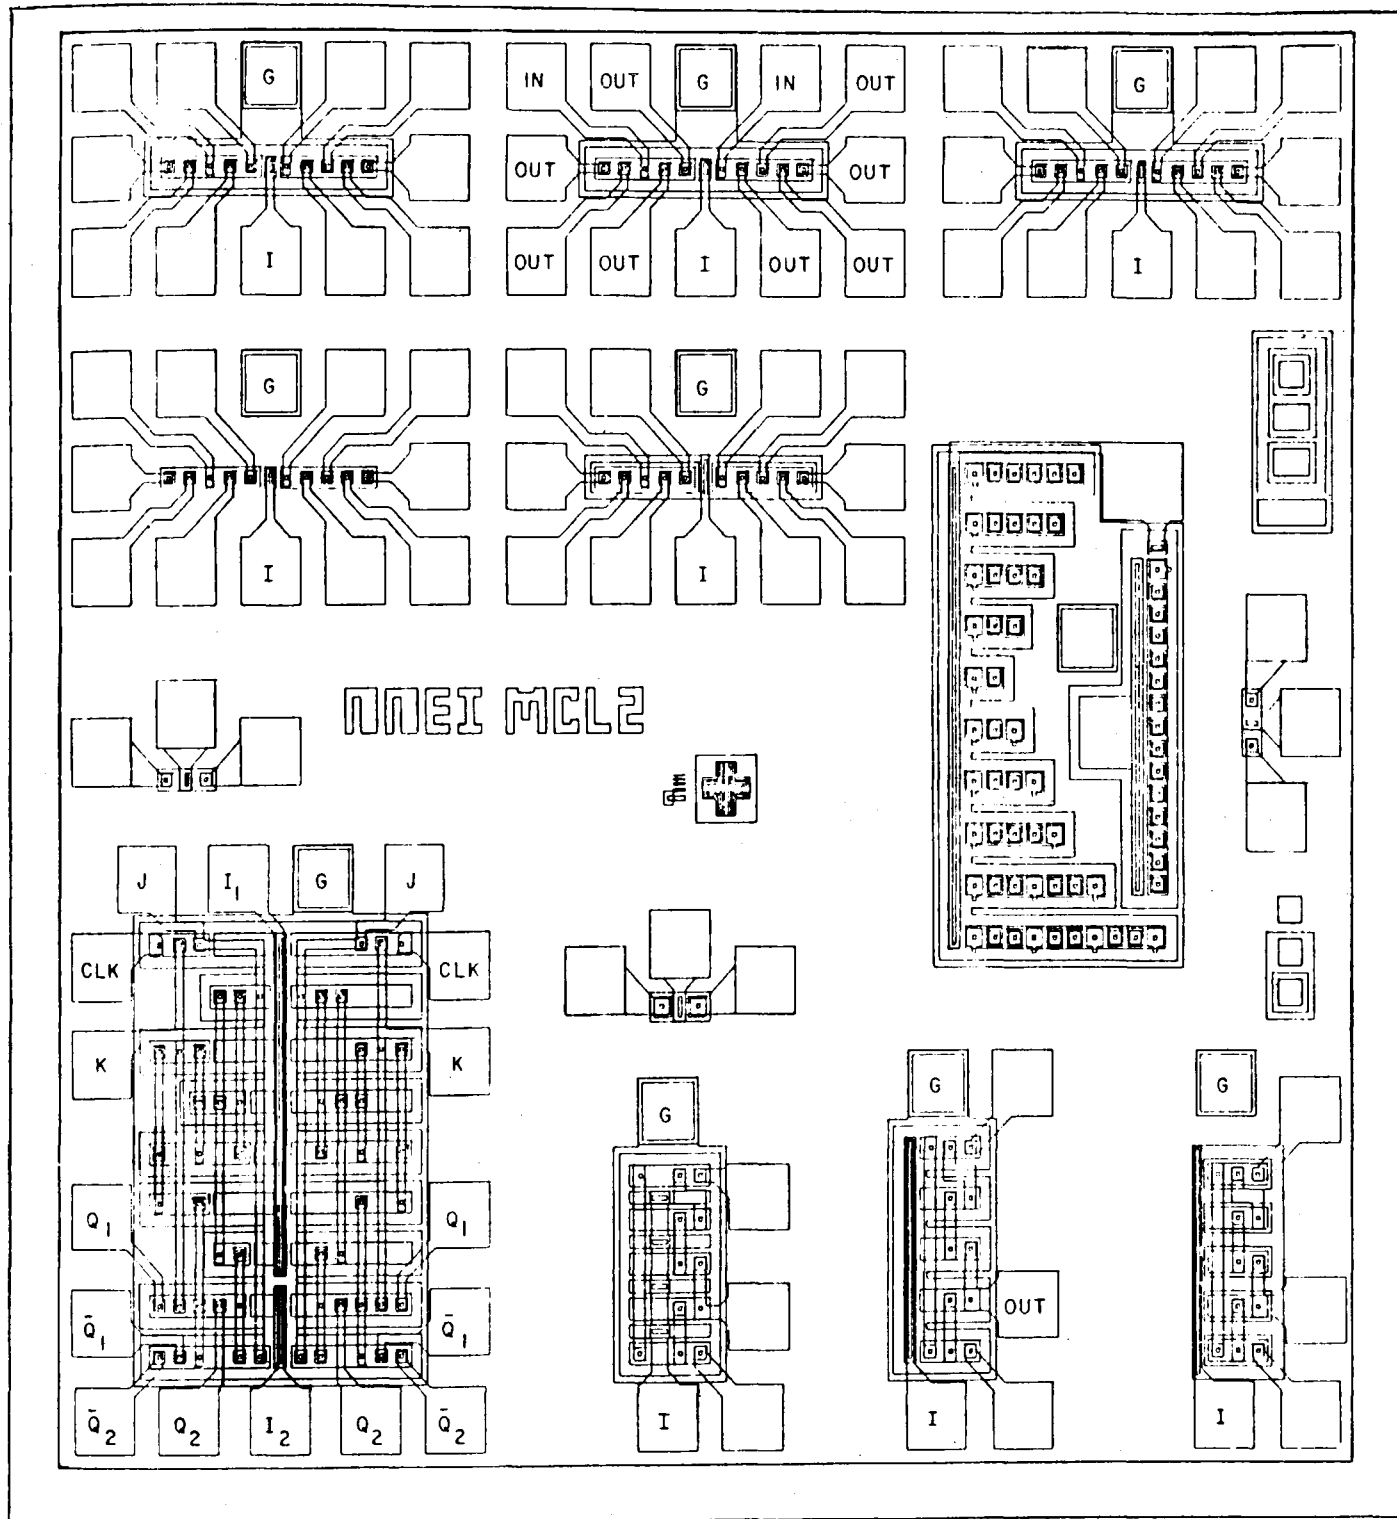 G
IN OUT G IN OUT
G
OUT OUT
I
OUT OUT I OUT OUT
I
G
G
I
I
MCL2
J I₁ G J
CLK CLK
K K
G
G
G
Q₁ Q₁
Q̄₁ Q̄₁
OUT
Q̄₂ Q₂ I₂ Q₂ Q̄₂
I
I
I